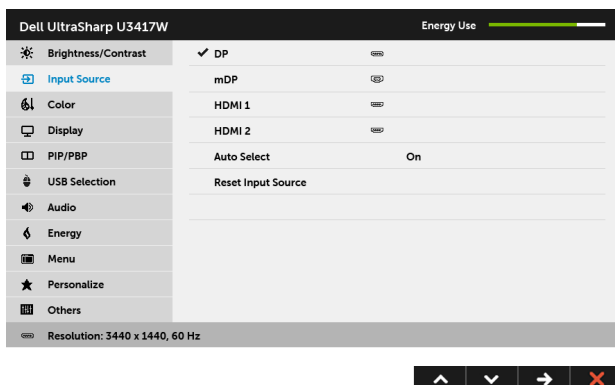 Dell UltraSharp U3417W
Energy Use
Brightness/Contrast
DP
Input Source
mDP
Color
HDMI 1
Display
HDMI 2
PIP/PBP
Auto Select On
USB Selection
Reset Input Source
Audio
Energy
Menu
Personalize
Others
Resolution: 3440 x 1440, 60 Hz